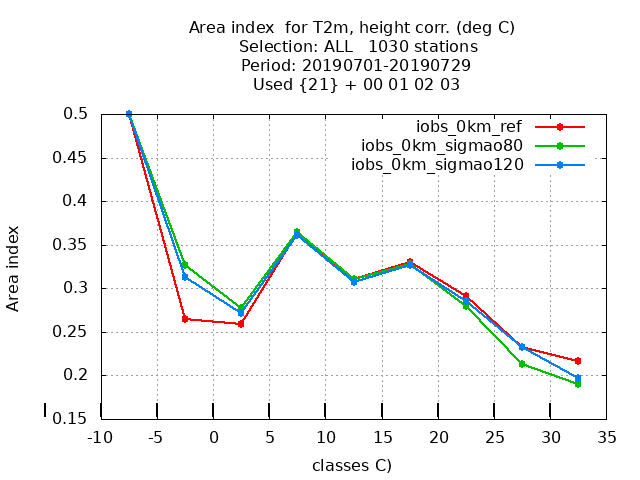 Area index  for T2m, height corr. (deg C)
Selection: ALL   1030 stations
Period: 20190701-20190729
Used {21} + 00 01 02 03
iobs_0km_ref
iobs_0km_sigmao80
iobs_0km_sigmao120
Area index
0.5
0.45
0.4
0.35
0.3
0.25
0.2
0.15
-10 -5 0 5 10 15 20 25 30 35
classes C)